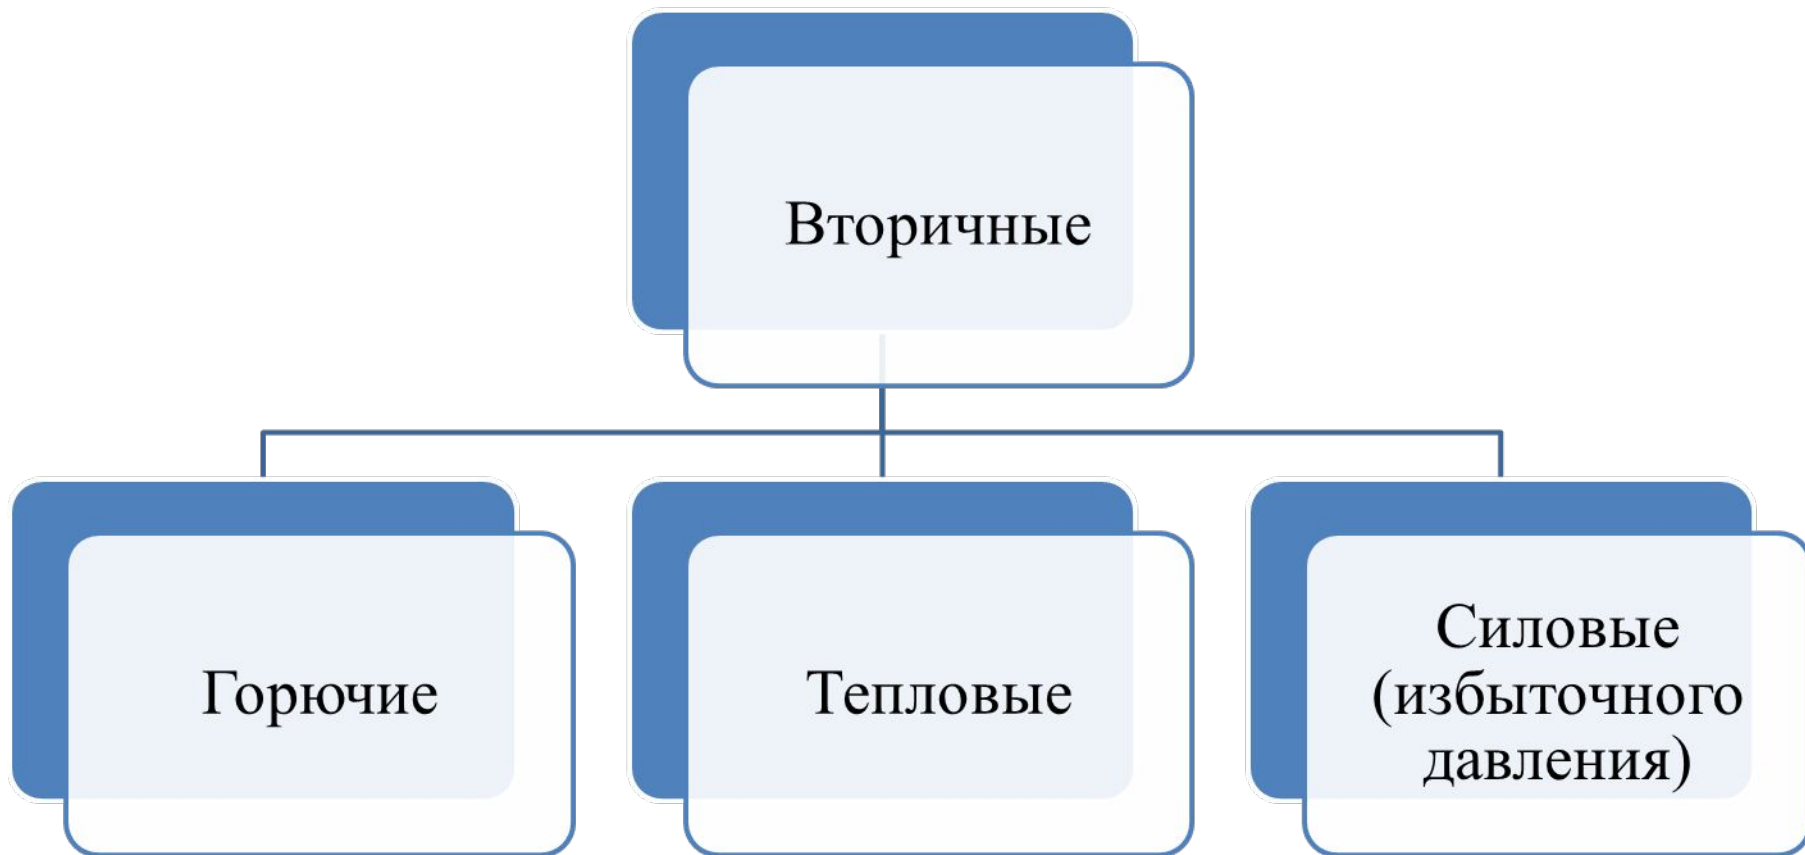 Вторичные
Горючие
Тепловые
Силовые
(избыточного
давления)